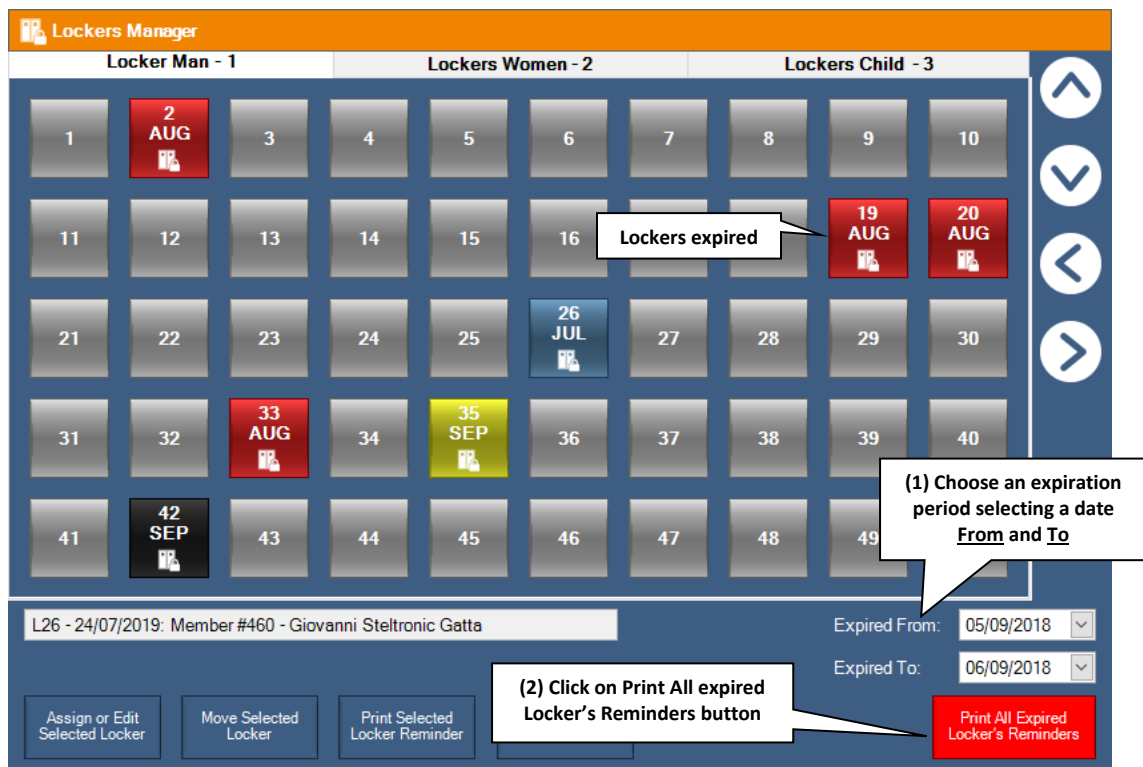 Lockers Manager
Locker Man - 1
Lockers Women - 2
Lockers Child - 3
1
2
AUG
3
4
5
6
7
8
9
10
11
12
13
14
15
16
Lockers expired
19
AUG
20
AUG
21
22
23
24
25
26
JUL
27
28
29
30
31
32
33
AUG
34
35
SEP
36
37
38
39
40
(1) Choose an expiration
period selecting a date
From and To
41
42
SEP
43
44
45
46
47
48
49
L26 - 24/07/2019: Member #460 - Giovanni Steltronic Gatta
Expired From:
05/09/2018
Expired To:
06/09/2018
(2) Click on Print All expired
Locker’s Reminders button
Assign or Edit
Selected Locker
Move Selected
Locker
Print Selected
Locker Reminder
Print All Expired
Locker's Reminders